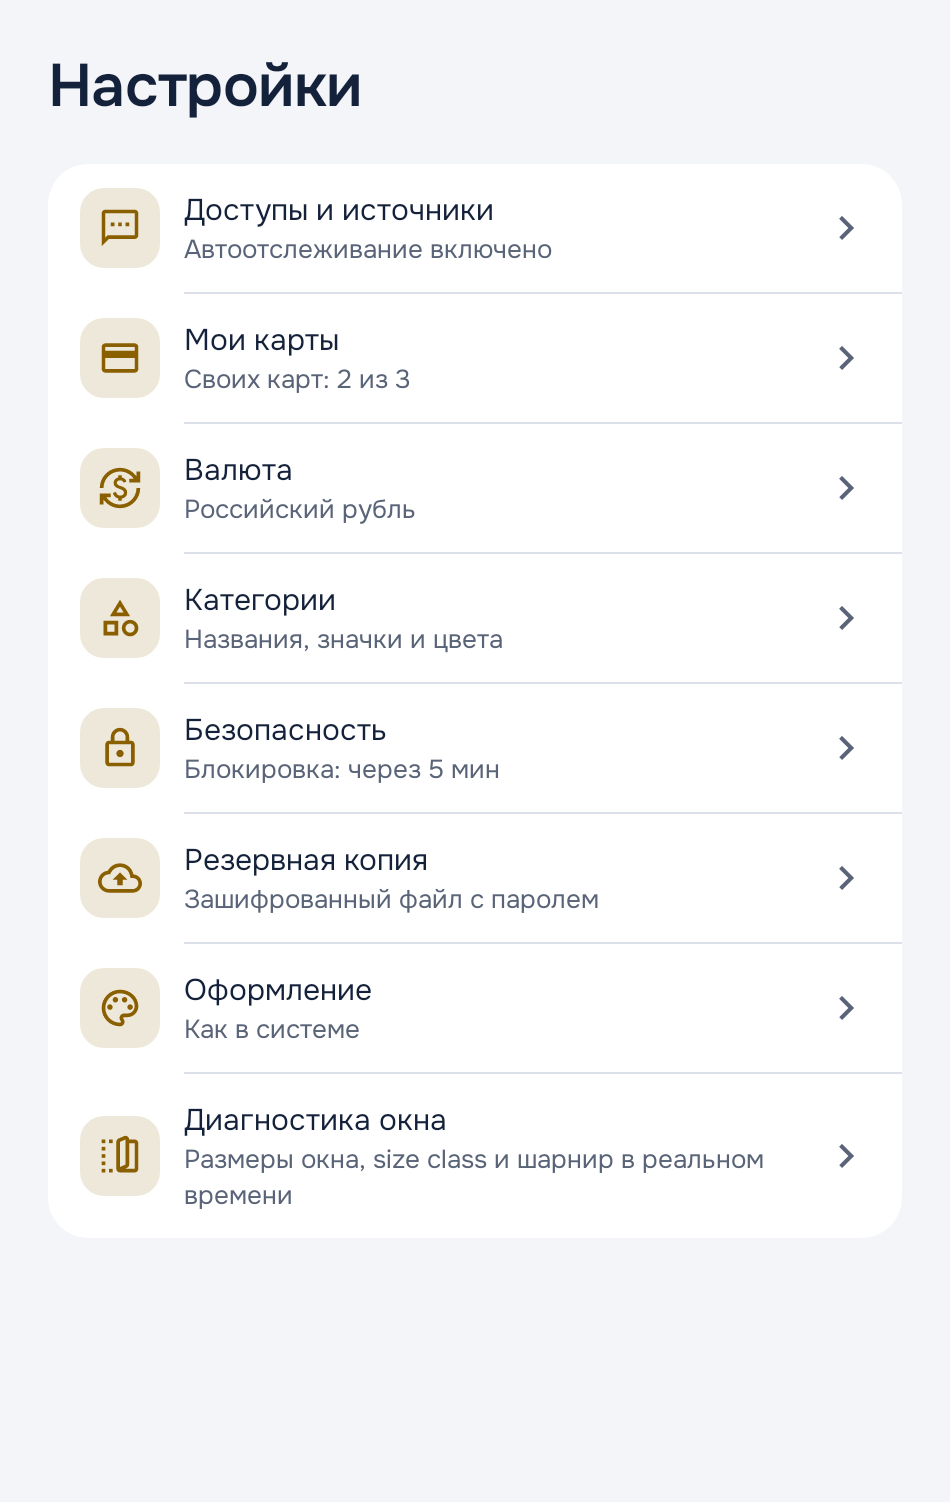 Настройки
Доступы и источники
Автоотслеживание включено
Мои карты
Своих карт: 2 из 3
Валюта
Российский рубль
Категории
Названия, значки и цвета
Безопасность
Блокировка: через 5 мин
Резервная копия
Зашифрованный файл с паролем
Оформление
Как в системе
Диагностика окна
Размеры окна, size class и шарнир в реальном
времени